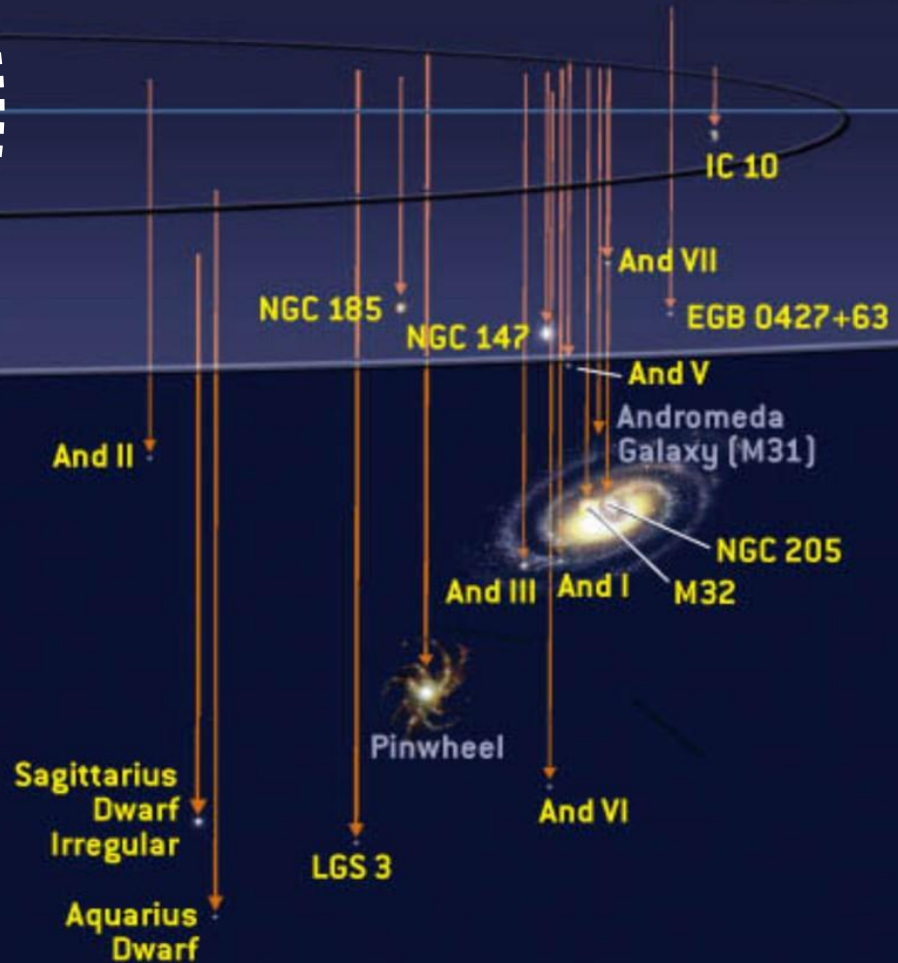 IC 10
And VII
NGC 185
EGB 0427+63
NGC 147
And V
Andromeda
Galaxy (M31)
And II
NGC 205
And III
And I
M32
Pinwheel
Sagittarius
Dwarf
Irregular
And VI
LGS 3
Aquarius
Dwarf